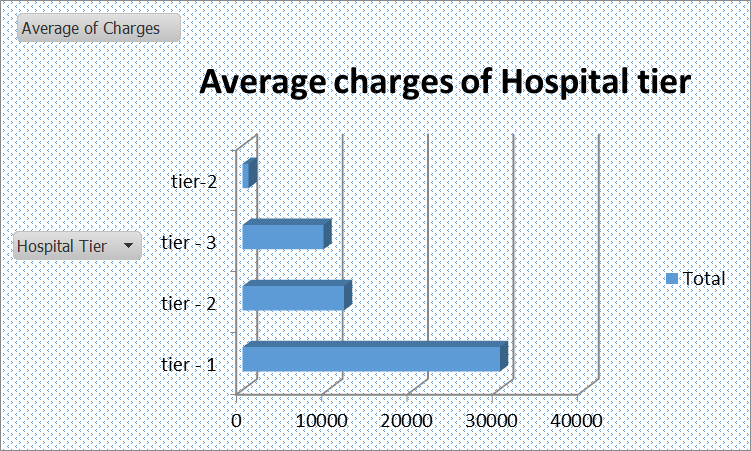 Average of Charges
Average charges of Hospital tier
tier-2
tier - 3
Hospital Tier
tier - 2
Total
tier - 1
0 10000 20000 30000 40000